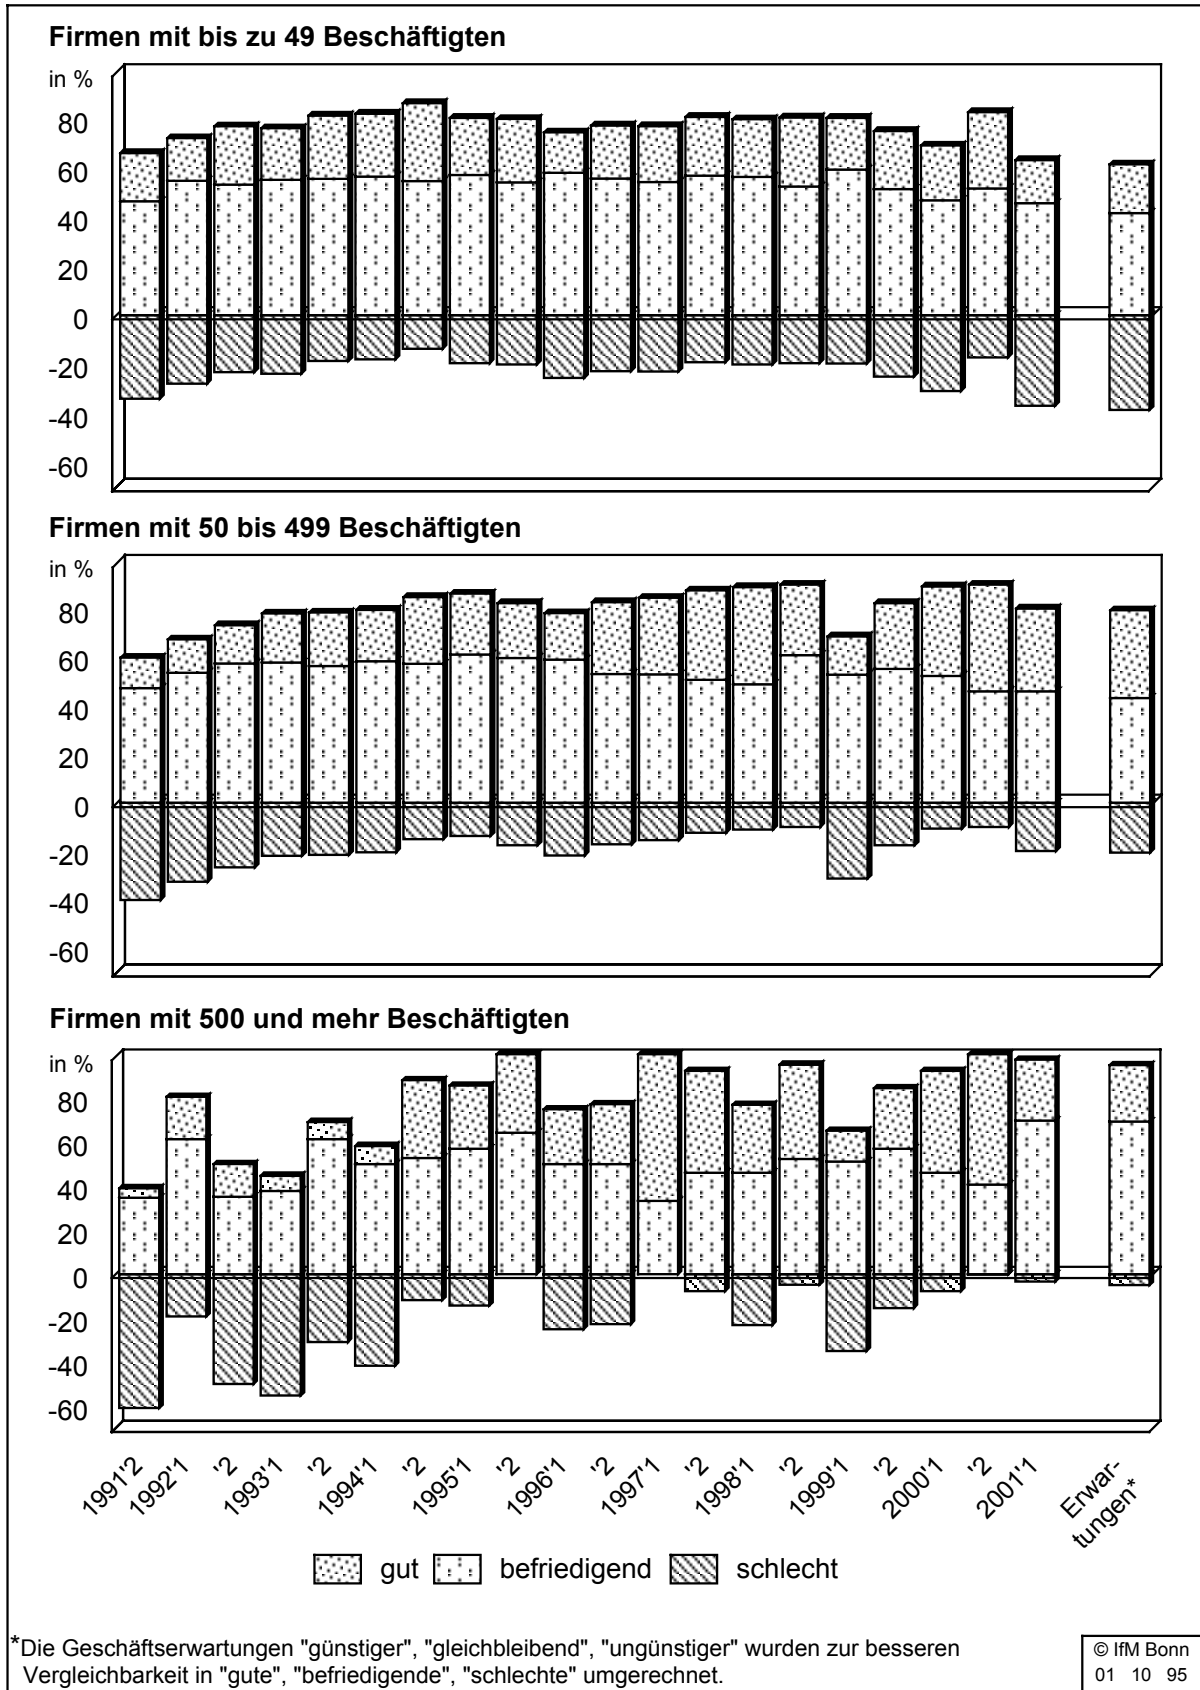 Firmen mit bis zu 49 Beschäftigten
in %
80
60
40
20
0
-20
-40
-60
Firmen mit 50 bis 499 Beschäftigten
in %
80
60
40
20
0
-20
-40
-60
Firmen mit 500 und mehr Beschäftigten
in %
80
60
40
20
0
-20
-40
-60
1991'2 1992'1 '2 1993'1 '2 1994'1 '2 1995'1 '2 1996'1 '2 1997'1 '2 1998'1 '2 1999'1 '2 2000'1 '2 2001'1 Erwar-
tungen*
gut befriedigend schlecht
*Die Geschäftserwartungen "günstiger", "gleichbleibend", "ungünstiger" wurden zur besseren
Vergleichbarkeit in "gute", "befriedigende", "schlechte" umgerechnet.
© IfM Bonn
01 10 95